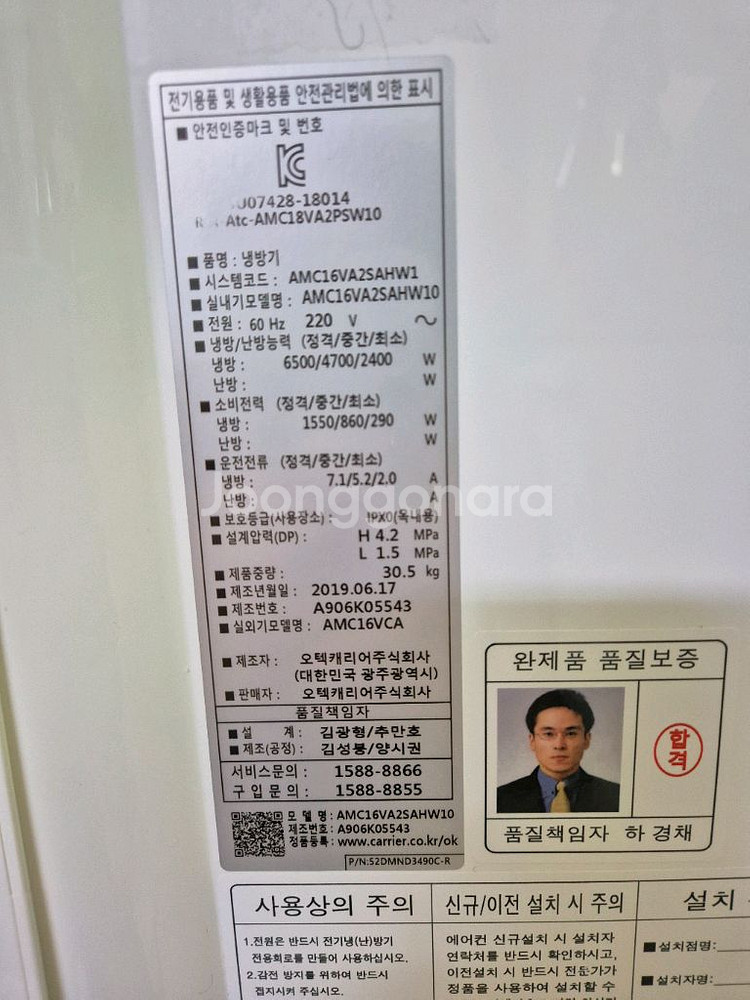 전기용품 및 생활용품 안전관리법에 의한 표시
■ 안전인증마크 및 번호
U07428-18014
Atc-AMC18VA2PSW10
■ 품명 : 냉방기
■ 시스템코드 : AMC16VA2SAHW1
■ 실내기모델명 : AMC16VA2SAHW10
■ 전원 : 60 Hz 220 V ~
■ 냉방/난방능력 (정격/중간/최소)
냉방 : 6500/4700/2400 W
난방 : W
■ 소비전력 (정격/중간/최소)
냉방 : 1550/860/290 W
난방 : W
■ 운전전류 (정격/중간/최소)
냉방 : 7.1/5.2/2.0 A
난방 : A
■ 보호등급(사용장소) : IPX0(옥내용)
■ 설계압력(DP) : H 4.2 MPa
L 1.5 MPa
■ 제품중량 : 30.5 kg
■ 제조년월일 : 2019.06.17
■ 제조번호 : A906K05543
■ 실외기모델명 : AMC16VCA
■ 제조자 : 오텍캐리어주식회사
(대한민국 광주광역시)
■ 판매자 : 오텍캐리어주식회사
품질책임자
■ 설 계 : 김광형/추만호
■ 제조(공정) : 김성붕/양시권
서비스문의 : 1588-8866
구 입 문 의 : 1588-8855
모 델 명 : AMC16VA2SAHW10
제조번호 : A906K05543
정품등록 : www.carrier.co.kr/ok
P/N:52DMND3490C-R
Joonggonara
완제품 품질보증
합격
품질책임자 하 경채
사용상의 주의
1.전원은 반드시 전기냉(난)방기
전용회로를 만들어 사용하십시오.
2.감전 방지를 위하여 반드시
접지시켜 주십시오.
신규/이전 설치 시 주의
에어컨 신규설치 시 설치자
연락처를 반드시 확인하시고,
이전설치 시 반드시 전문가가
정품을 사용하여 설치할 수
설치
■ 설치점명:
■ 설치자명: